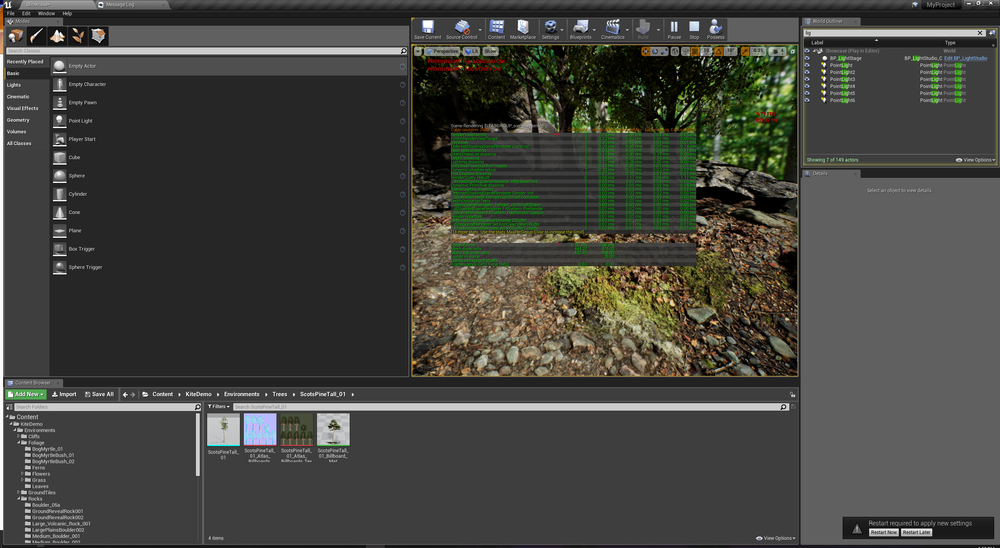 Showcase*
Message Log
MyProject
File Edit Window Help
Modes
Search Classes
Recently Placed
Basic
Lights
Cinematic
Visual Effects
Geometry
Volumes
All Classes
Empty Actor
Empty Character
Empty Pawn
Point Light
Player Start
Cube
Sphere
Cylinder
Cone
Plane
Box Trigger
Sphere Trigger
Save Current
Source Control
Content
Marketplace
Settings
Blueprints
Cinematics
Build
Pause
Stop
Possess
Perspective Lit Show
10 10° 0.25 4
PROFILING WITH AI LOGGING ON!
PROFILING WITH GC VERIFY ON!
9.77 FPS
102.32 ms
Scene Rendering [STATGROUP_scenerendering]
Cycle counters (flat) CallCount InclusiveAvg InclusiveMax ExclusiveAvg ExclusiveMax
RenderViewFamily 1 1.75 ms 2.48 ms 0.04 ms 0.05 ms
FinishRenderViewTarget 1 0.32 ms 0.52 ms 0.00 ms 0.00 ms
InitViews 1 0.26 ms 0.36 ms 0.01 ms 0.01 ms
DeferredShadingSceneRenderer Lighting 1 0.25 ms 0.38 ms 0.07 ms 0.14 ms
Base pass drawing 1 0.22 ms 0.35 ms 0.01 ms 0.01 ms
StaticDrawList drawing 1 0.19 ms 0.30 ms 0.17 ms 0.29 ms
Depth drawing 1 0.18 ms 0.29 ms 0.16 ms 0.26 ms
Lighting drawing 1 0.17 ms 0.26 ms 0.00 ms 0.00 ms
InitViewsPossiblyAfterPrepass 1 0.13 ms 0.20 ms 0.01 ms 0.01 ms
Dynamic shadow setup 1 0.10 ms 0.15 ms 0.02 ms 0.03 ms
Proj Shadow drawing 1 0.07 ms 0.10 ms 0.01 ms 0.01 ms
RenderQuery Result 0 0.06 ms 1.17 ms 0.06 ms 1.17 ms
...ferredShadingSceneRenderer AfterBasePass 1 0.05 ms 0.07 ms 0.04 ms 0.06 ms
Dynamic Primitive drawing 1 0.03 ms 0.05 ms 0.03 ms 0.04 ms
Translucency drawing 1 0.02 ms 0.05 ms 0.02 ms 0.03 ms
DeferredShadingSceneRenderer Render Init 1 0.02 ms 0.03 ms 0.02 ms 0.03 ms
...gSceneRenderer RenderLightShaftOcclusion 1 0.00 ms 0.00 ms 0.00 ms 0.00 ms
BeginOcclusionTests 1 0.01 ms 0.03 ms 0.01 ms 0.02 ms
...adingSceneRenderer RenderLightShaftBloom 1 0.00 ms 0.00 ms 0.00 ms 0.00 ms
...dShadingSceneRenderer FXSystem PreRender 1 0.01 ms 0.02 ms 0.00 ms 0.00 ms
...gSceneRenderer FXSystem PostRenderOpaque 1 0.01 ms 0.02 ms 0.00 ms 0.00 ms
RenderVelocities 1 0.01 ms 0.03 ms 0.01 ms 0.03 ms
DeferredShadingSceneRenderer DBuffer 1 0.01 ms 0.01 ms 0.01 ms 0.01 ms
...dingSceneRenderer SetAndClearViewGBuffer 1 0.01 ms 0.01 ms 0.01 ms 0.01 ms
...ShadingSceneRenderer AllocGBufferTargets 1 0.01 ms 0.01 ms 0.01 ms 0.01 ms
[13 more stats. Use the stats.MaxPerGroup CVar to increase the limit]
Counters Average Max
Present time 0.60 ms 1.68 ms
Mesh draw calls 444.27 476.00
Static list draw calls 427.47 458.00
Lights in scene 20.00
Lights using light shafts
Translucency GPU Time (MS) 0.01 0.01
World Outliner
lig
Label Type
Showcase (Play In Editor) World
BP_LightStage BP_LightStudio_C Edit BP_LightStudio
PointLight PointLight PointLight
PointLight2 PointLight PointLight
PointLight3 PointLight PointLight
PointLight4 PointLight PointLight
PointLight5 PointLight PointLight
PointLight6 PointLight PointLight
Showing 7 of 149 actors
View Options
Details
Select an object to view details.
Content Browser
Add New Import Save All Content KiteDemo Environments Trees ScotsPineTall_01
Search Folders
Content
KiteDemo
Environments
Cliffs
Foliage
BogMyrtle_01
BogMyrtleBush_01
BogMyrtleBush_02
Ferns
Flowers
Grass
Leaves
GroundTiles
Rocks
Boulder_05a
GroundRevealRock001
GroundRevealRock002
Large_Volcanic_Rock_001
LargePlainsBoulder002
Medium_Boulder_001
Medium_Boulder_002
Filters Search ScotsPineTall_01
ScotsPineTall_
01
ScotsPineTall_
01_Atlas_
Billboards
ScotsPineTall_
01_Atlas_
Billboards_Tex
ScotsPineTall_
01_Billboard_
Mat
4 items
View Options
Restart required to apply new settings
Restart Now Restart Later